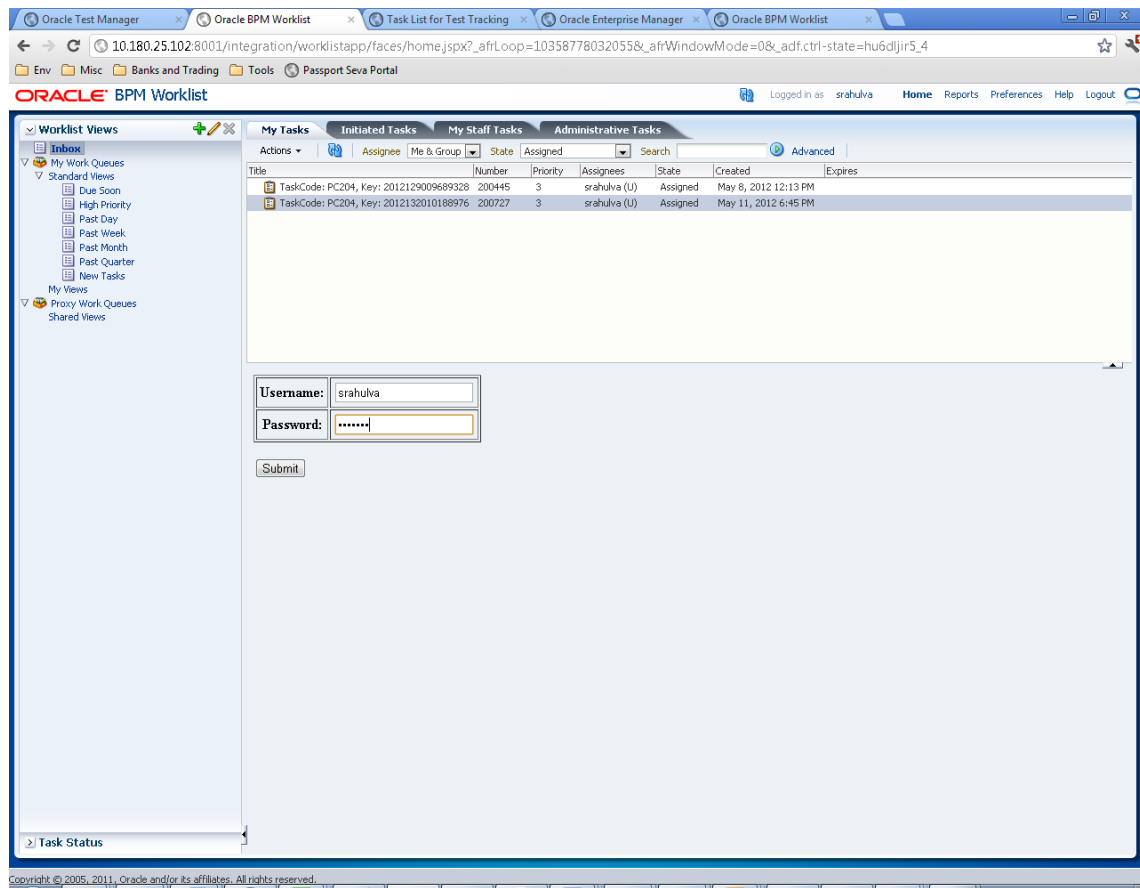 Oracle Test Manager
Oracle BPM Worklist
Task List for Test Tracking
Oracle Enterprise Manager
Oracle BPM Worklist
10.180.25.102:8001/integration/worklistapp/faces/home.jspx?_afrLoop=103587780320558&_afrWindowMode=0&_adf.ctrl-state=hu6dljir5_4
Env Misc Banks and Trading Tools Passport Seva Portal
ORACLE BPM Worklist
Logged in as srahulva Home Reports Preferences Help Logout
Worklist Views
Inbox
My Work Queues
Standard Views
Due Soon
High Priority
Past Day
Past Week
Past Month
Past Quarter
New Tasks
My Views
Proxy Work Queues
Shared Views
Task Status
My Tasks Initiated Tasks My Staff Tasks Administrative Tasks
Actions Assignee Me & Group State Assigned Search Advanced
Title Number Priority Assignees State Created Expires
TaskCode: PC204, Key: 2012129009689328 200445 3 srahulva (U) Assigned May 8, 2012 12:13 PM
TaskCode: PC204, Key: 2012132010188976 200727 3 srahulva (U) Assigned May 11, 2012 6:45 PM
Username: srahulva
Password: •••••••
Submit
Copyright © 2005, 2011, Oracle and/or its affiliates. All rights reserved.